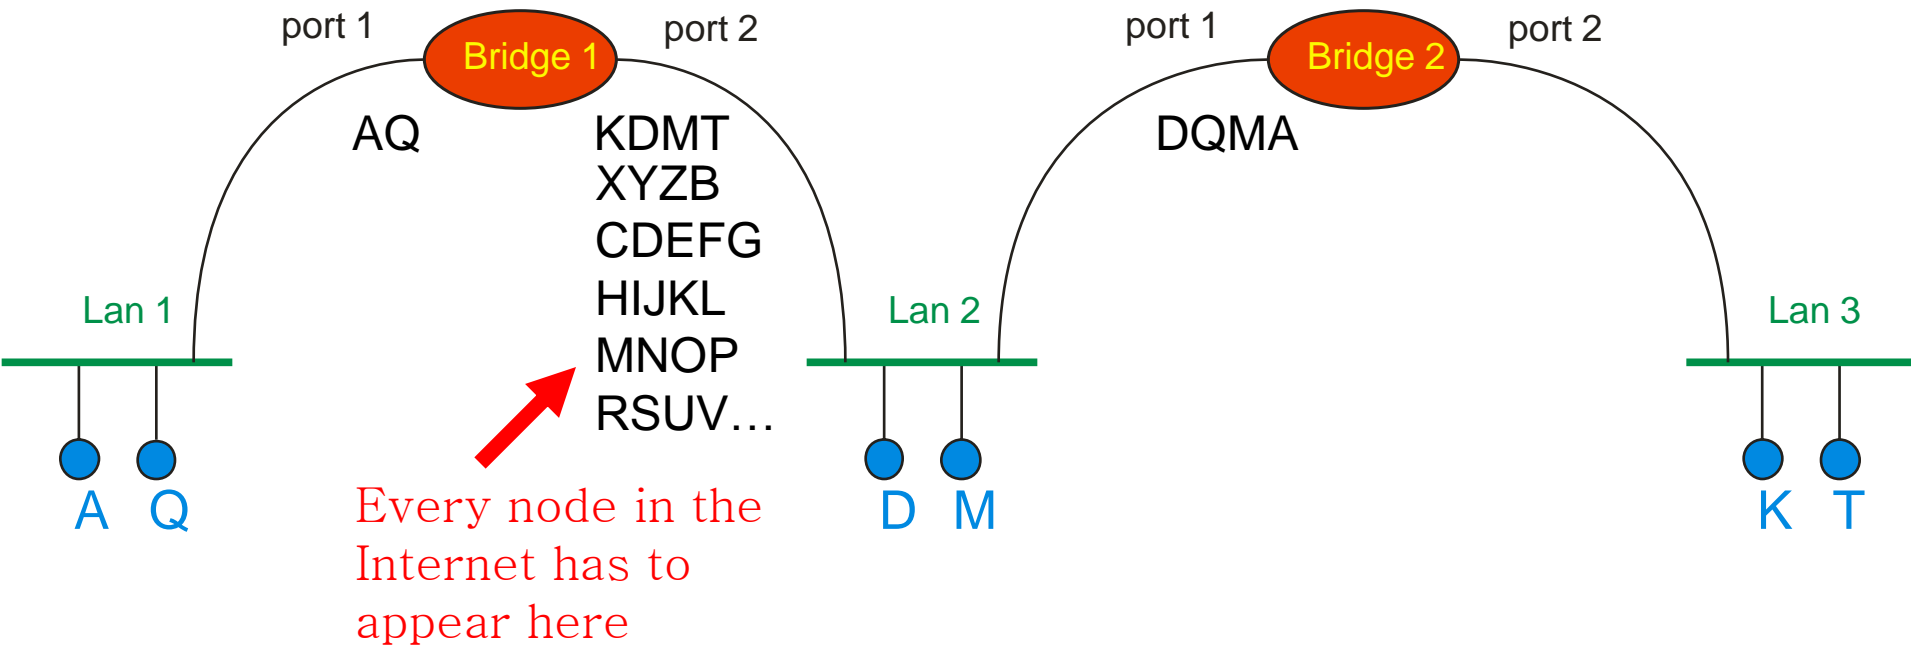 port 1
Bridge 1
port 2
port 1
Bridge 2
port 2
AQ
KDMT
XYZB
CDEFG
HIJKL
MNOP
RSUV…
DQMA
Lan 1
Lan 2
Lan 3
A Q
D M
K T
Every node in the
Internet has to
appear here